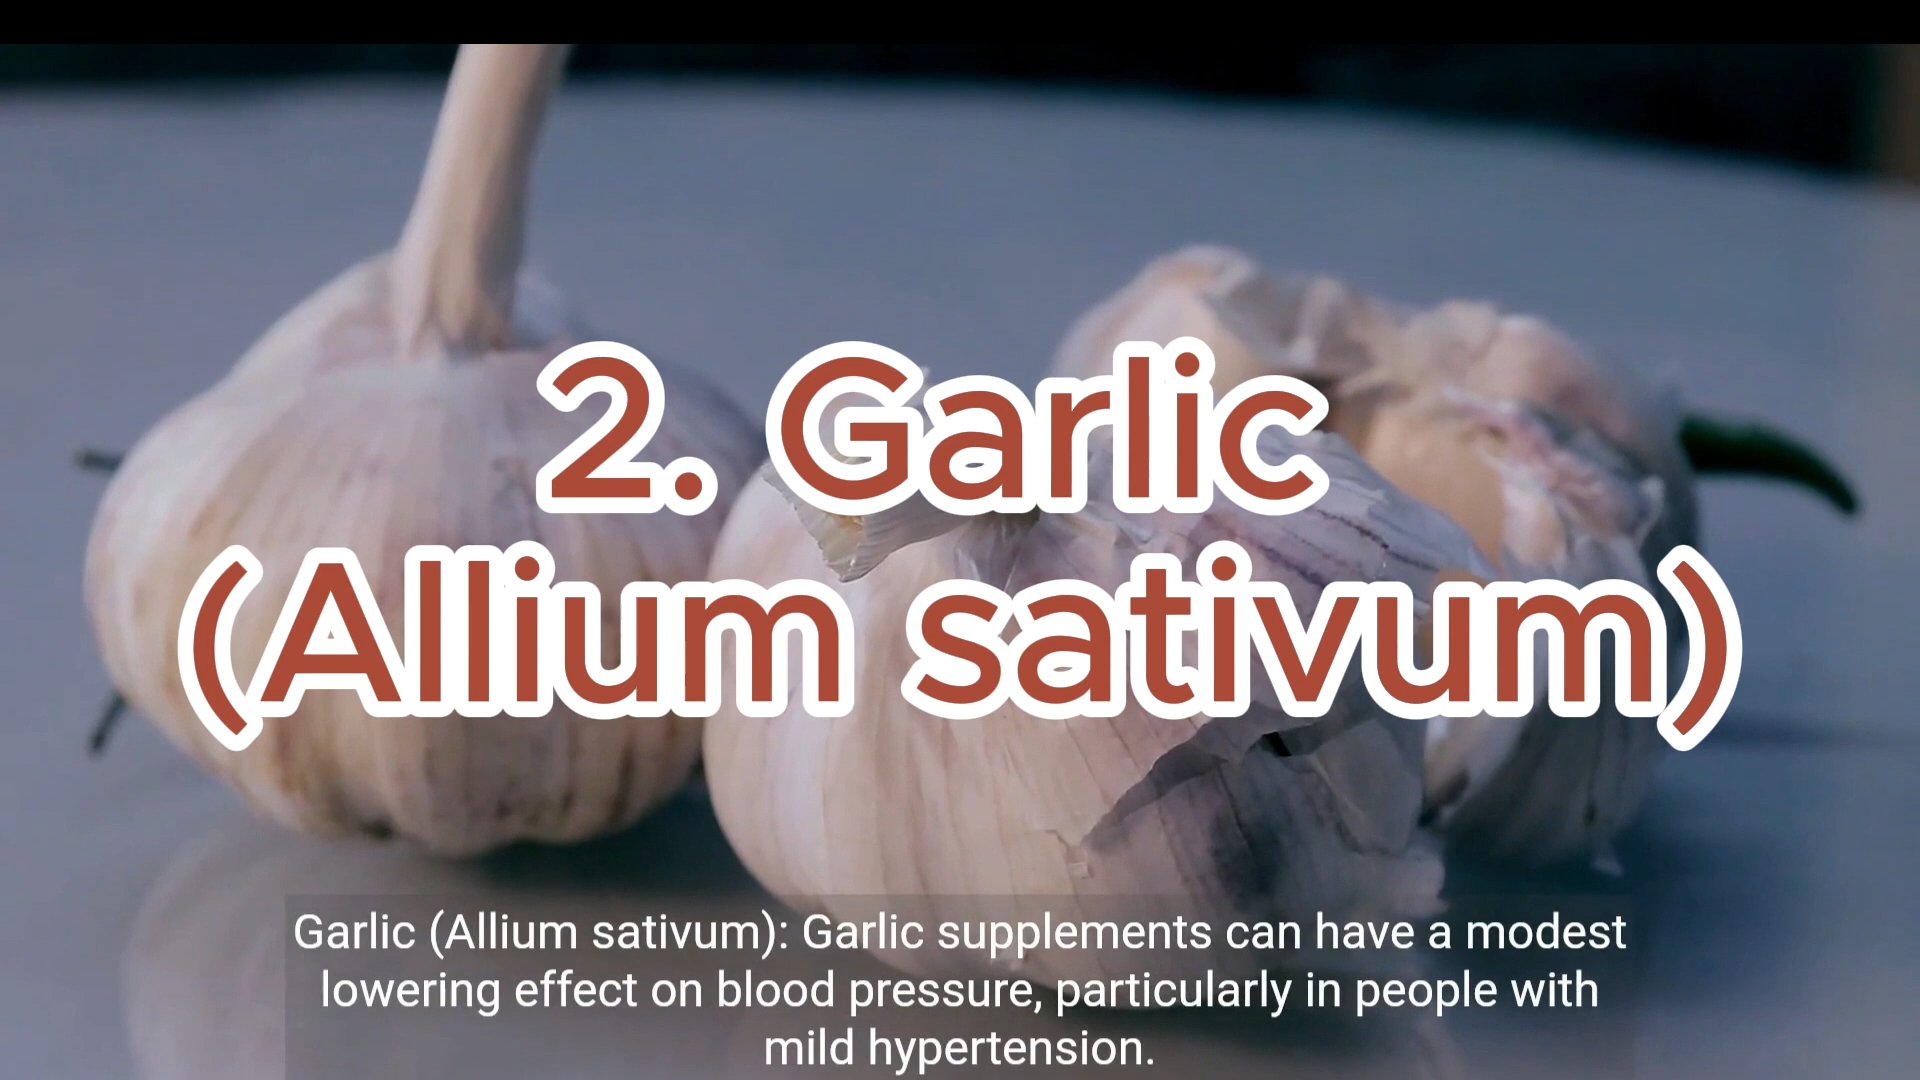 2. Garlic
(Allium sativum)
Garlic (Allium sativum): Garlic supplements can have a modest
lowering effect on blood pressure, particularly in people with
mild hypertension.